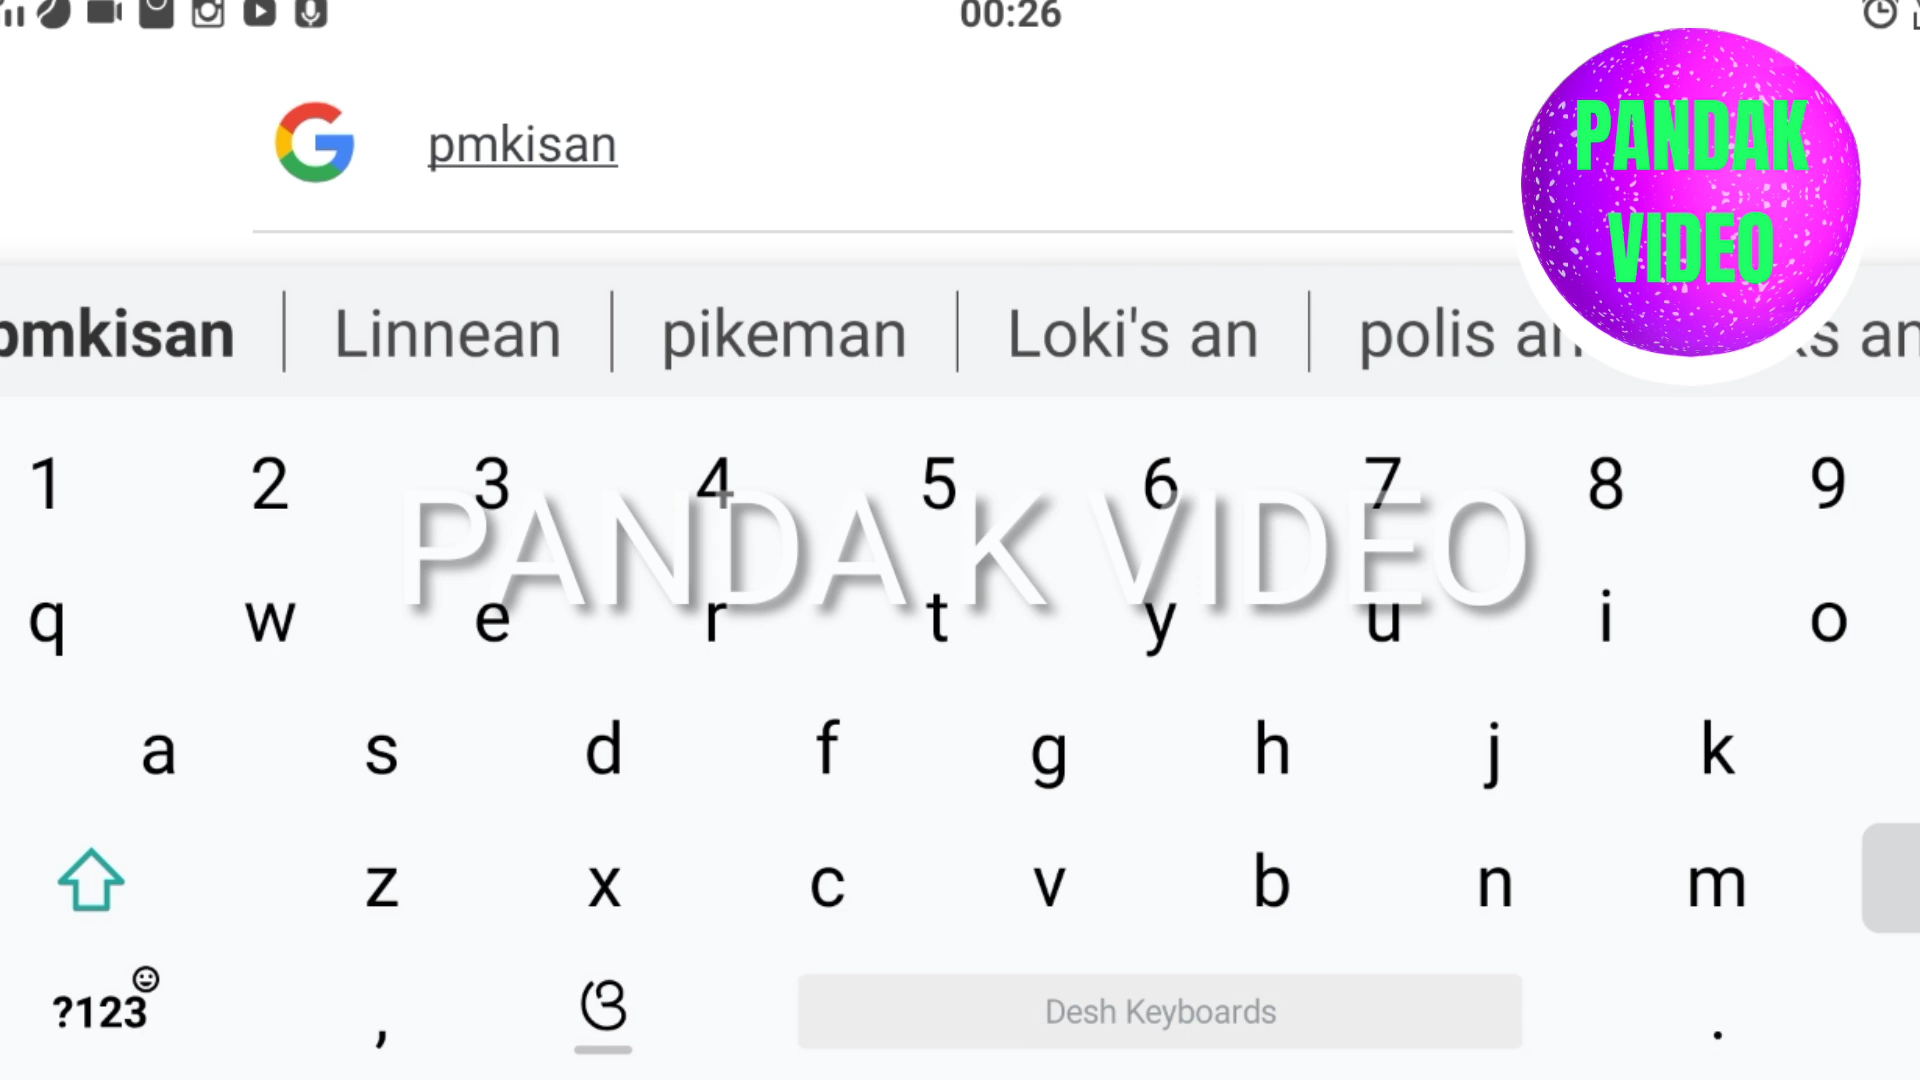 00:26
pmkisan
PANDAK
VIDEO
pmkisan Linnean pikeman Loki's an polis an
1 2 3 4 5 6 7 8 9
PANDA K VIDEO
q w e r t y u i o
a s d f g h j k
z x c v b n m
?123 , ଓ Desh Keyboards .